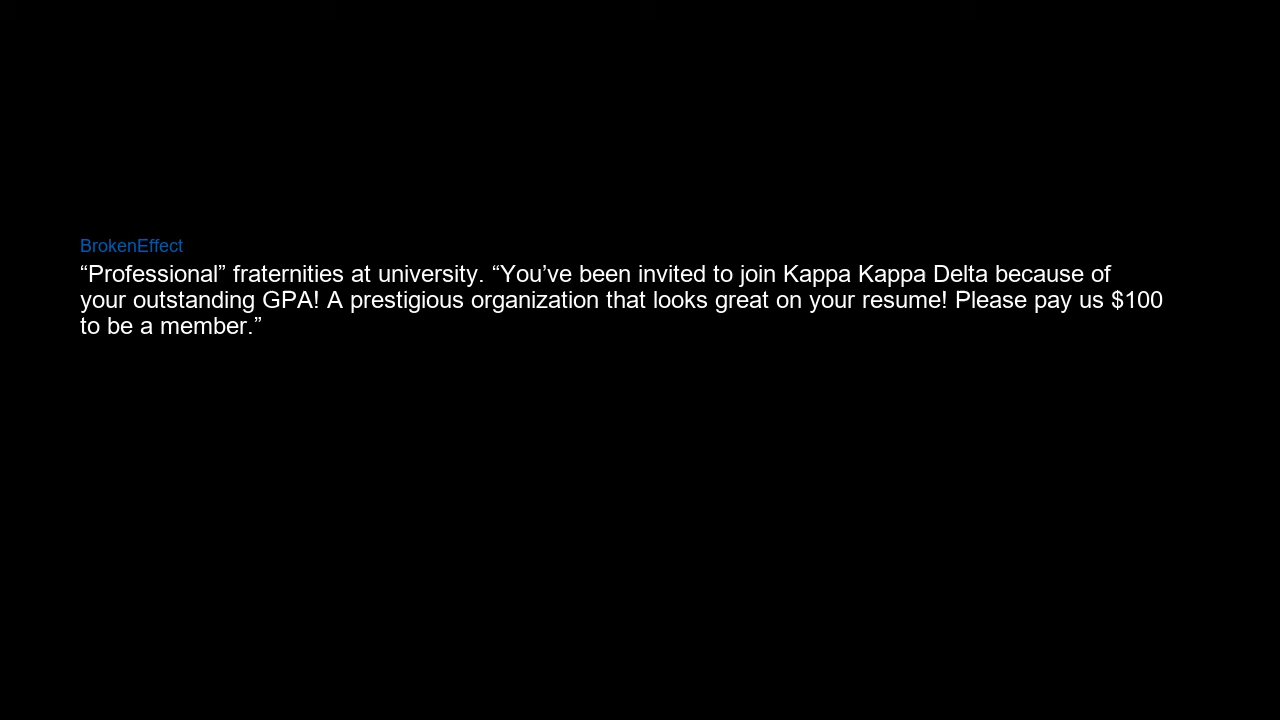 BrokenEffect
“Professional” fraternities at university. “You’ve been invited to join Kappa Kappa Delta because of
your outstanding GPA! A prestigious organization that looks great on your resume! Please pay us $100
to be a member.”